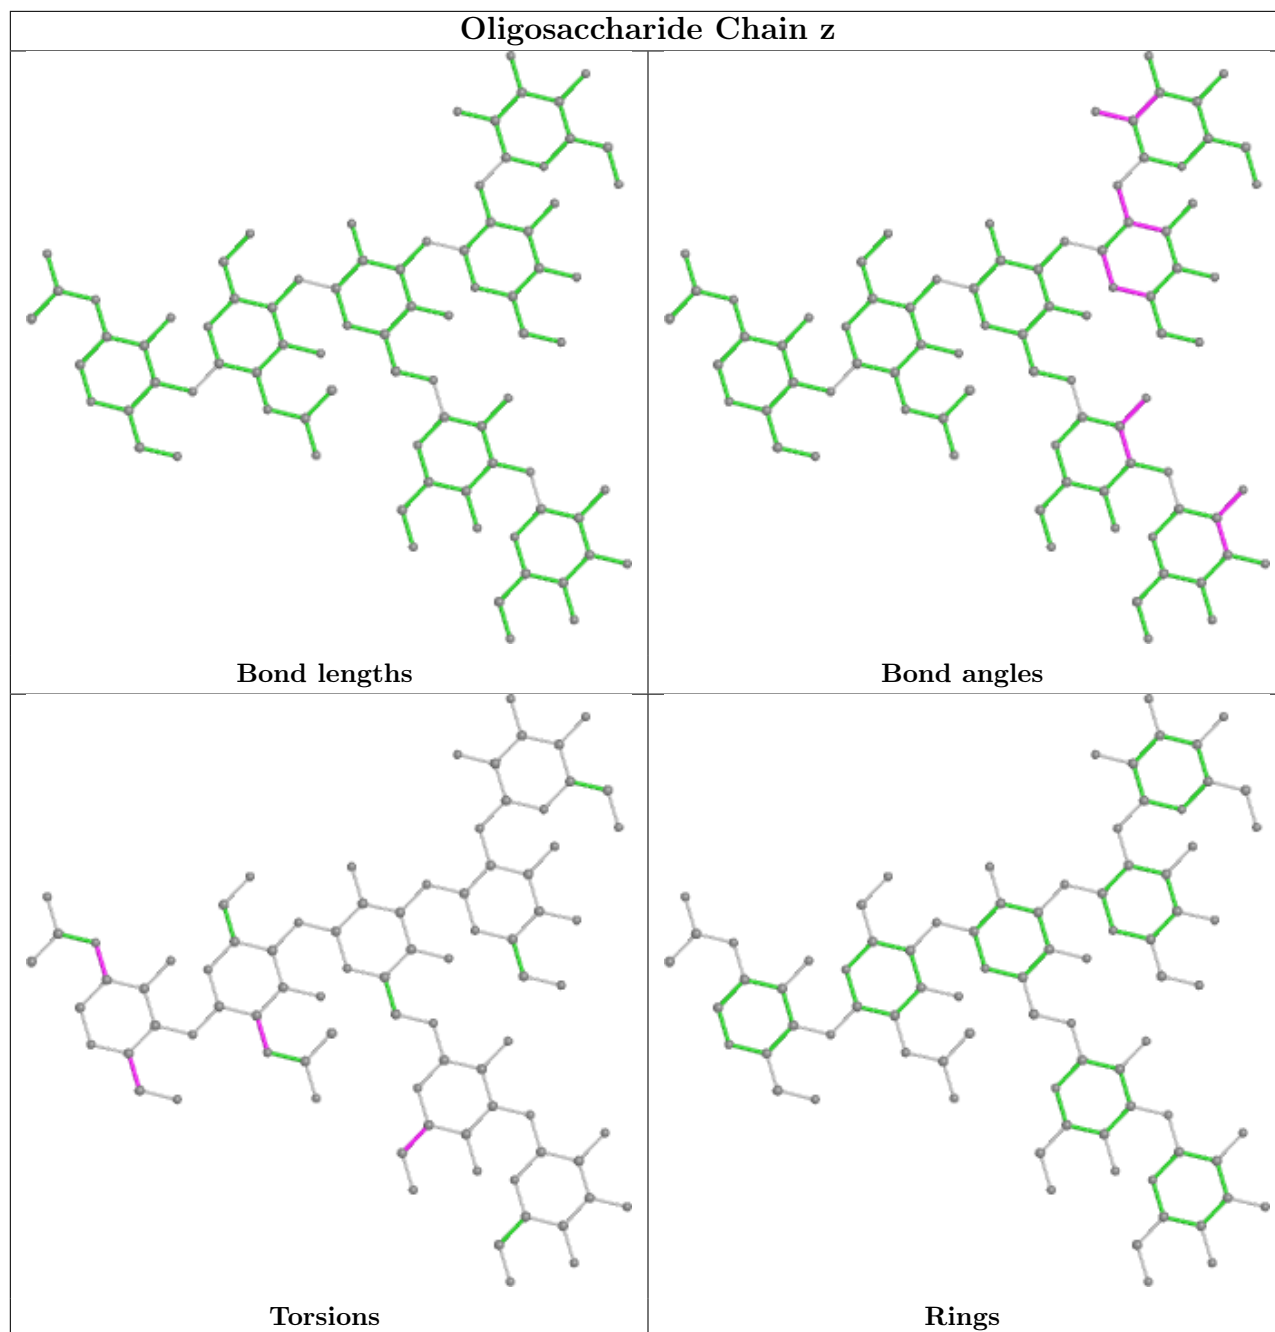 Oligosaccharide Chain z
Bond lengths
Bond angles
Torsions
Rings